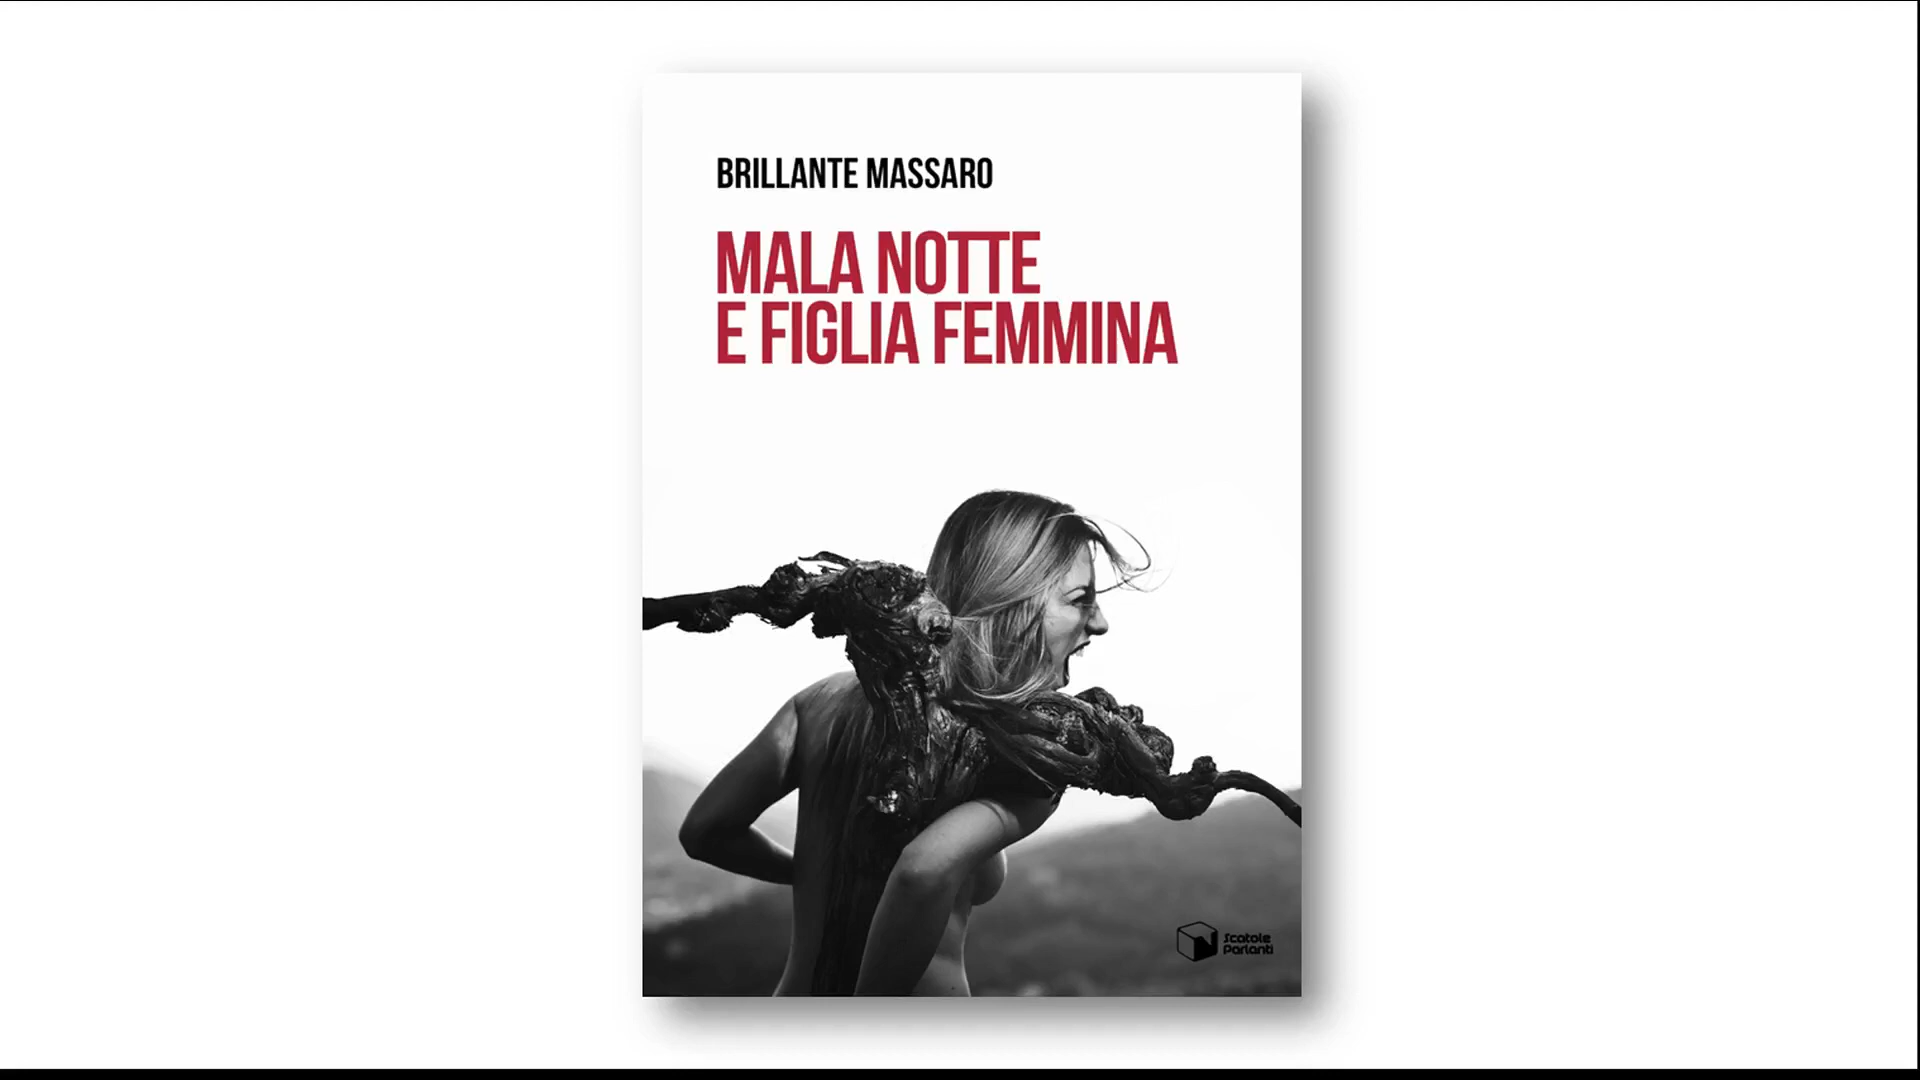 BRILLANTE MASSARO
MALA NOTTE
E FIGLIA FEMMINA
Scatole
Parlanti